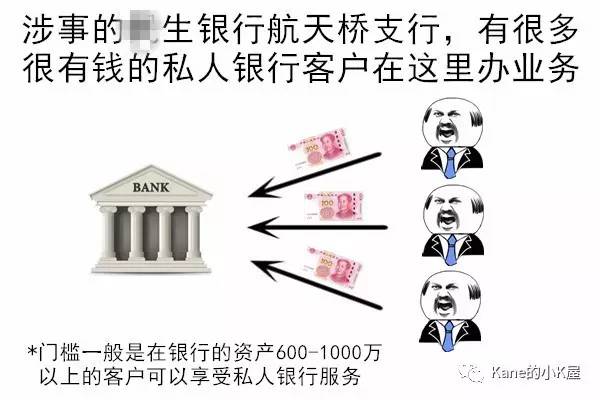 涉事的生银行航天桥支行，有很多
很有钱的私人银行客户在这里办业务
BANK
100
100
100
*门槛一般是在银行的资产600-1000万
以上的客户可以享受私人银行服务
Kane的小K屋